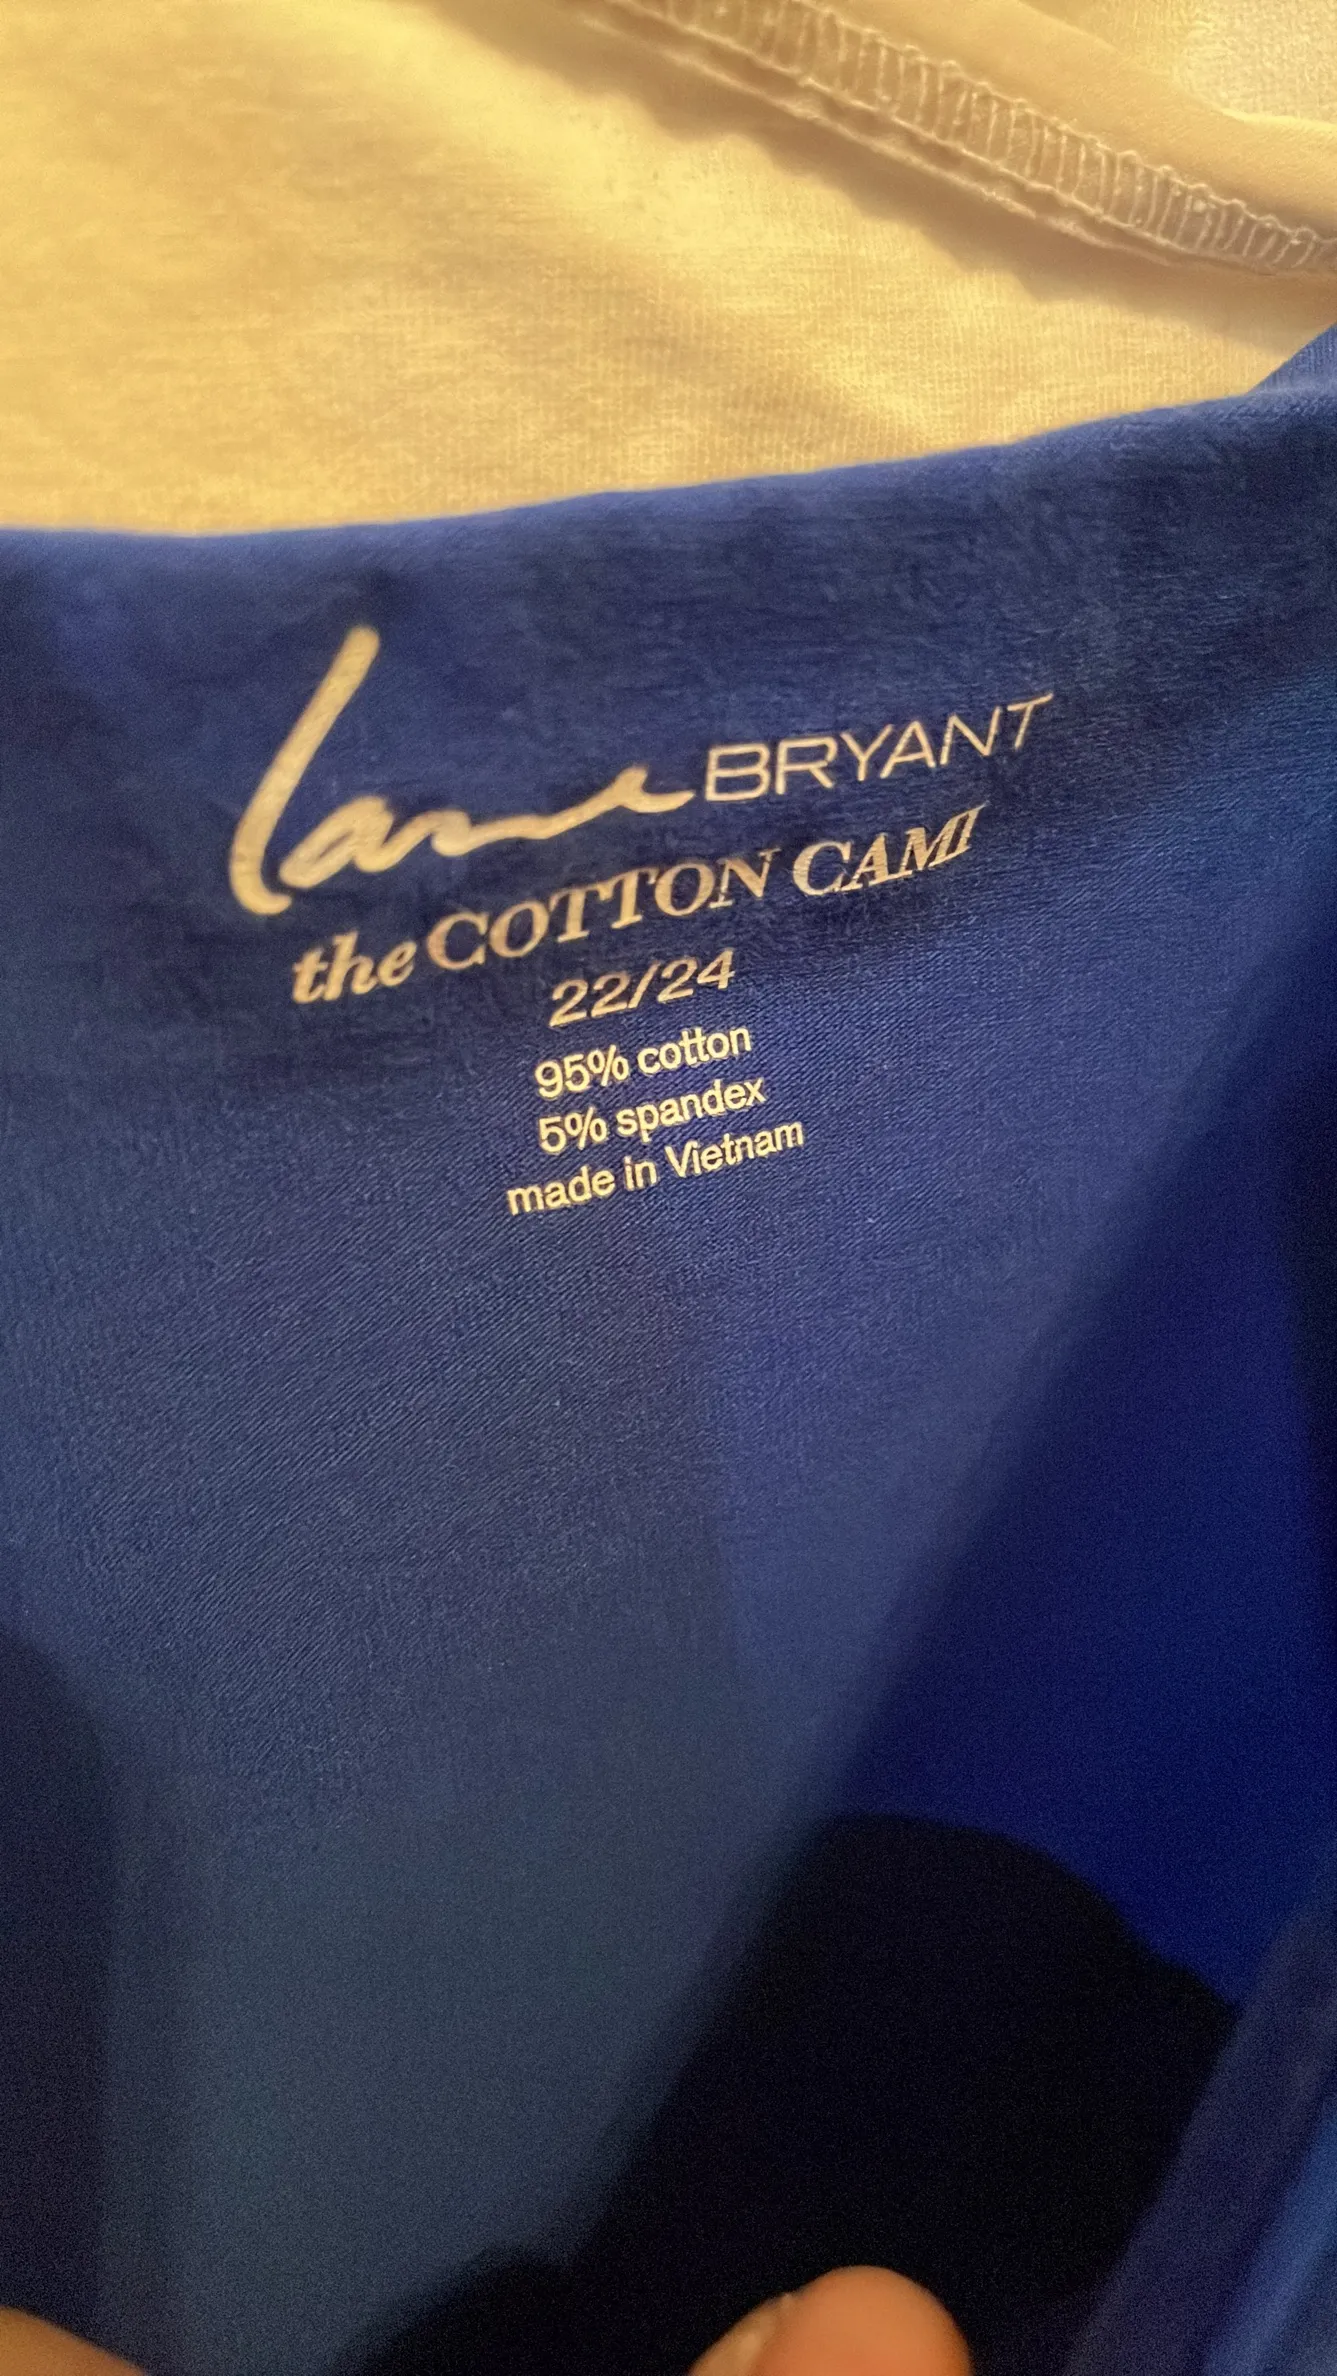 Lane BRYANT
the COTTON CAMI
22/24
95% cotton
5% spandex
made in Vietnam